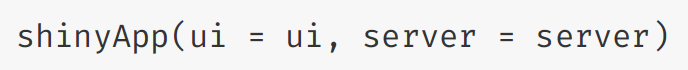 shinyApp(ui = ui, server = server)